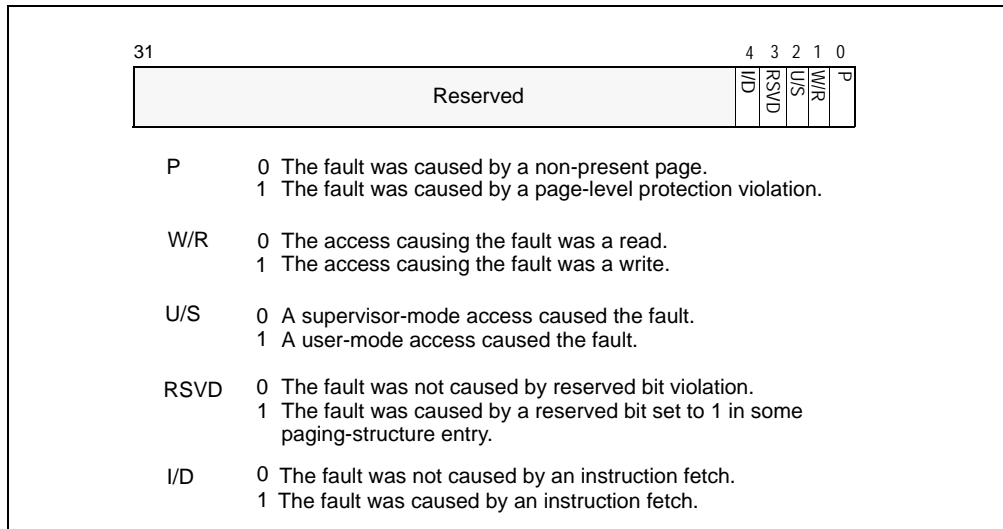 31 4 3 2 1 0
Reserved I/D RSVD U/S W/R P
P 0 The fault was caused by a non-present page.
1 The fault was caused by a page-level protection violation.
W/R 0 The access causing the fault was a read.
1 The access causing the fault was a write.
U/S 0 A supervisor-mode access caused the fault.
1 A user-mode access caused the fault.
RSVD 0 The fault was not caused by reserved bit violation.
1 The fault was caused by a reserved bit set to 1 in some
paging-structure entry.
I/D 0 The fault was not caused by an instruction fetch.
1 The fault was caused by an instruction fetch.